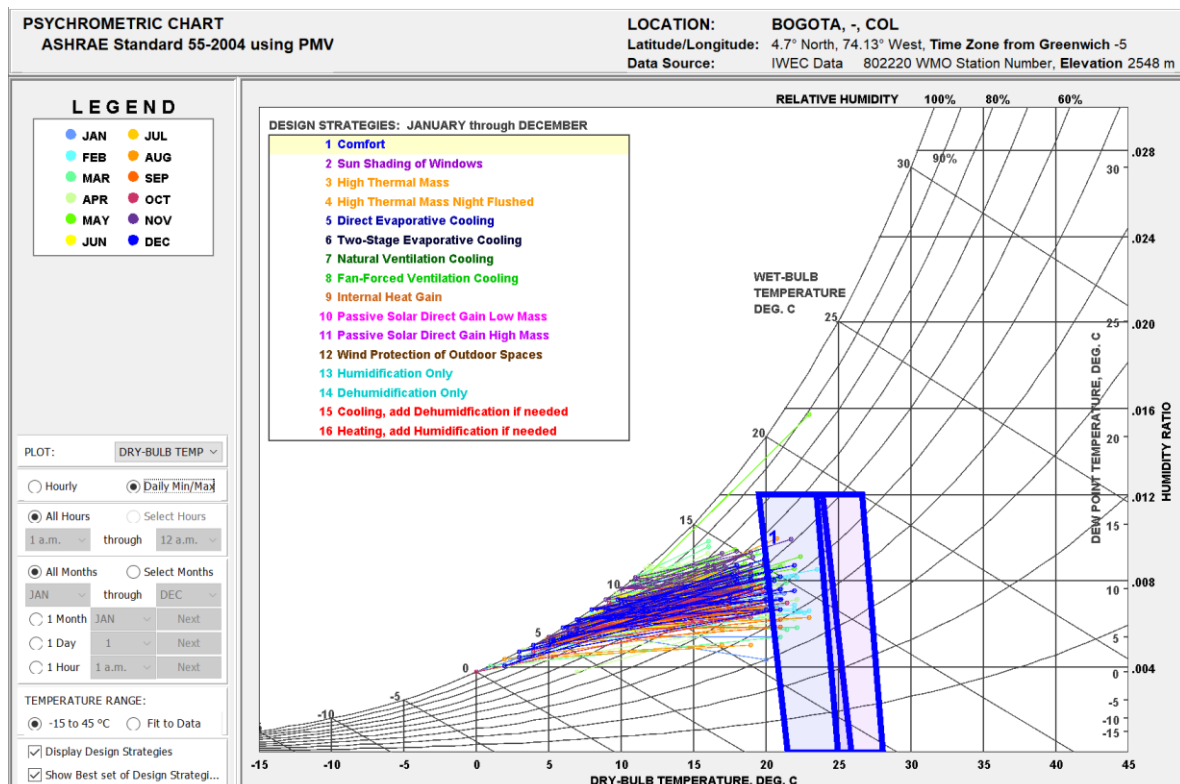 PSYCHROMETRIC CHART
ASHRAE Standard 55-2004 using PMV
LOCATION: BOGOTA, -, COL
Latitude/Longitude: 4.7° North, 74.13° West, Time Zone from Greenwich -5
Data Source: IWEC Data 802220 WMO Station Number, Elevation 2548 m
LEGEND
JAN JUL
FEB AUG
MAR SEP
APR OCT
MAY NOV
JUN DEC
PLOT: DRY-BULB TEMP
Hourly Daily Min/Max
All Hours Select Hours
1 a.m. through 12 a.m.
All Months Select Months
JAN through DEC
1 Month JAN Next
1 Day 1 Next
1 Hour 1 a.m. Next
TEMPERATURE RANGE:
-15 to 45 °C Fit to Data
Display Design Strategies
Show Best set of Design Strategi...
RELATIVE HUMIDITY 100% 80% 60%
90%
DESIGN STRATEGIES: JANUARY through DECEMBER
1 Comfort
2 Sun Shading of Windows
3 High Thermal Mass
4 High Thermal Mass Night Flushed
5 Direct Evaporative Cooling
6 Two-Stage Evaporative Cooling
7 Natural Ventilation Cooling
8 Fan-Forced Ventilation Cooling
9 Internal Heat Gain
10 Passive Solar Direct Gain Low Mass
11 Passive Solar Direct Gain High Mass
12 Wind Protection of Outdoor Spaces
13 Humidification Only
14 Dehumidification Only
15 Cooling, add Dehumidfication if needed
16 Heating, add Humidification if needed
WET-BULB
TEMPERATURE
DEG. C
-10
-5
0
5
10
15
20
25
30
1
DEW POINT TEMPERATURE, DEG. C
30
25
20
15
10
5
0
-5
-10
-15
HUMIDITY RATIO
.028
.024
.020
.016
.012
.008
.004
-15 -10 -5 0 5 10 15 20 25 30 35 40 45
DRY-BULB TEMPERATURE, DEG. C